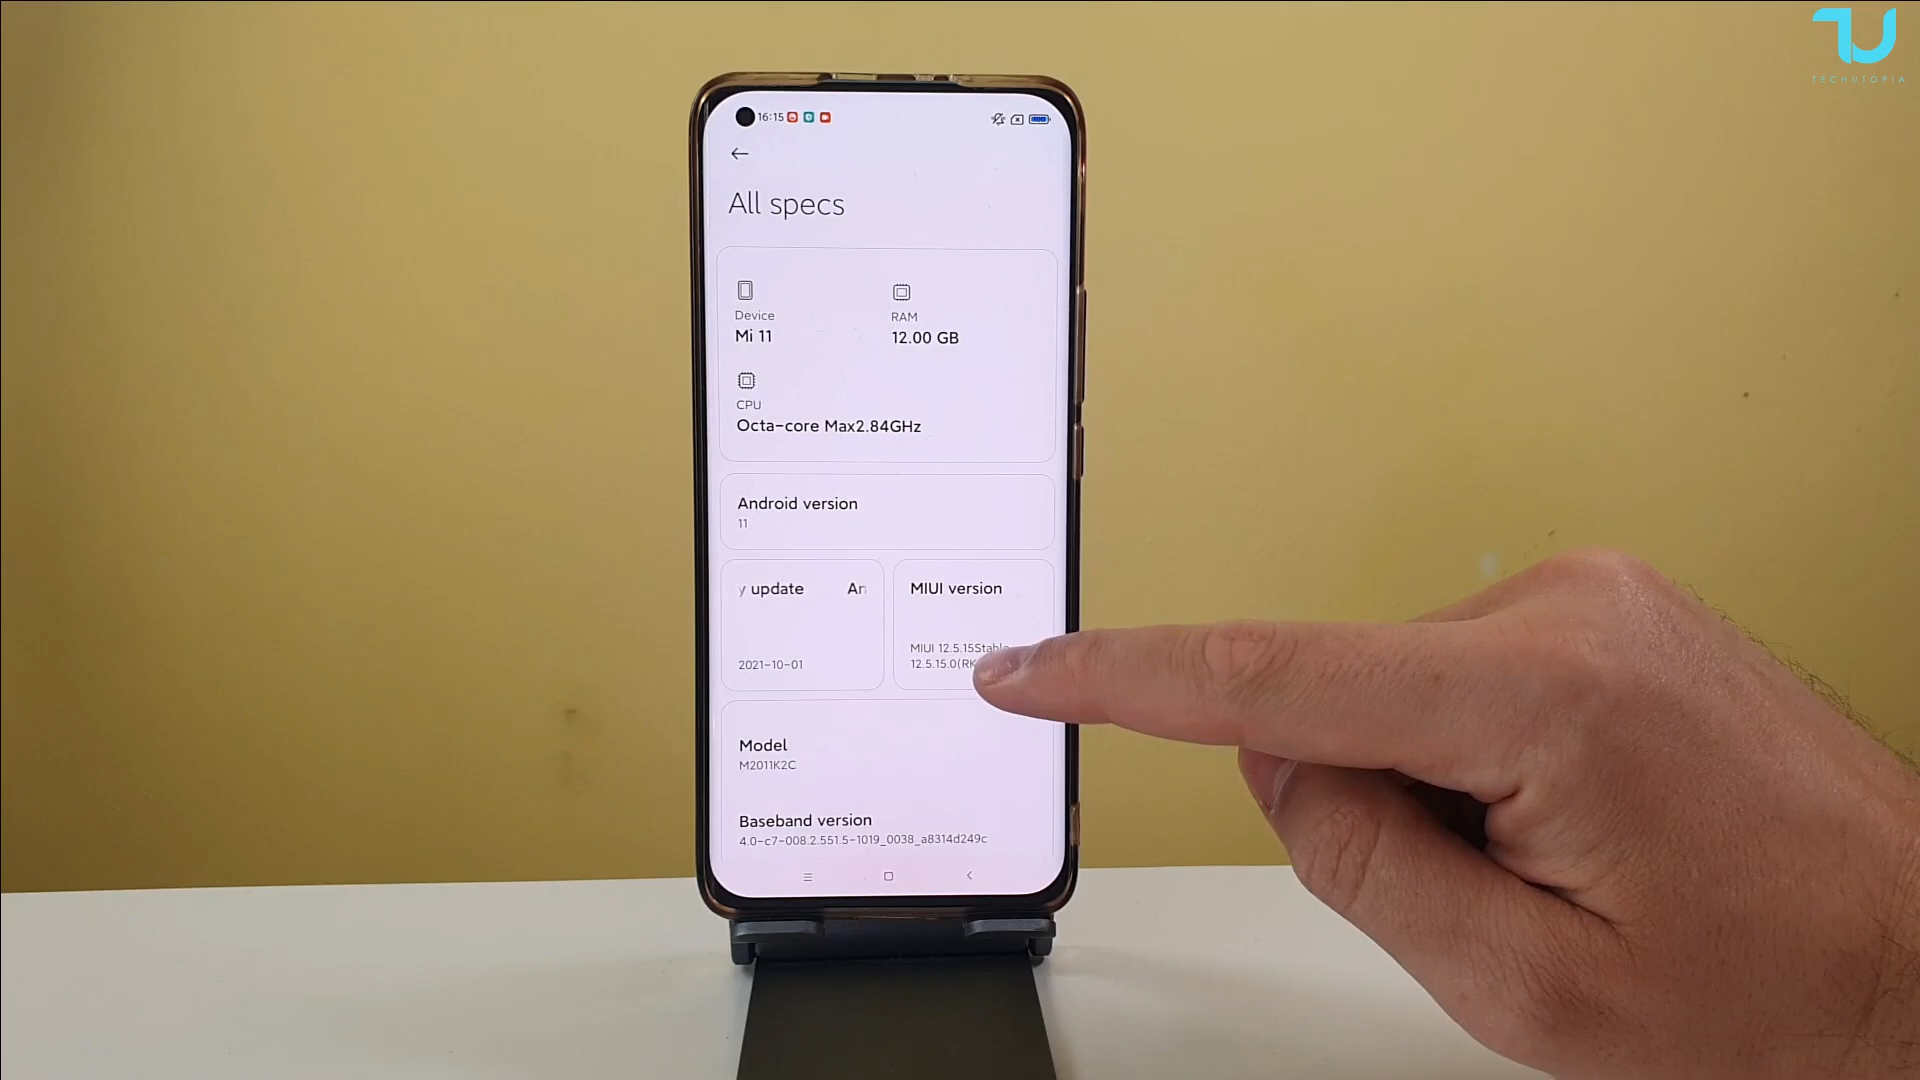 TECHUTOPIA
16:15
All specs
Device
Mi 11
RAM
12.00 GB
CPU
Octa-core Max2.84GHz
Android version
11
y update An
2021-10-01
MIUI version
MIUI 12.5.15Stable
12.5.15.0(RK
Model
M2011K2C
Baseband version
4.0-c7-008.2.551.5-1019_0038_a8314d249c